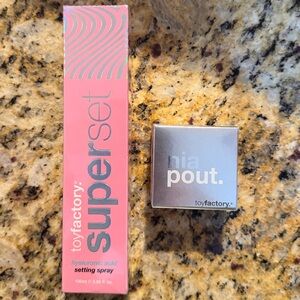 toyfactory:
superset
hyaluronic acid
setting spray
nia
pout.
toyfactory: